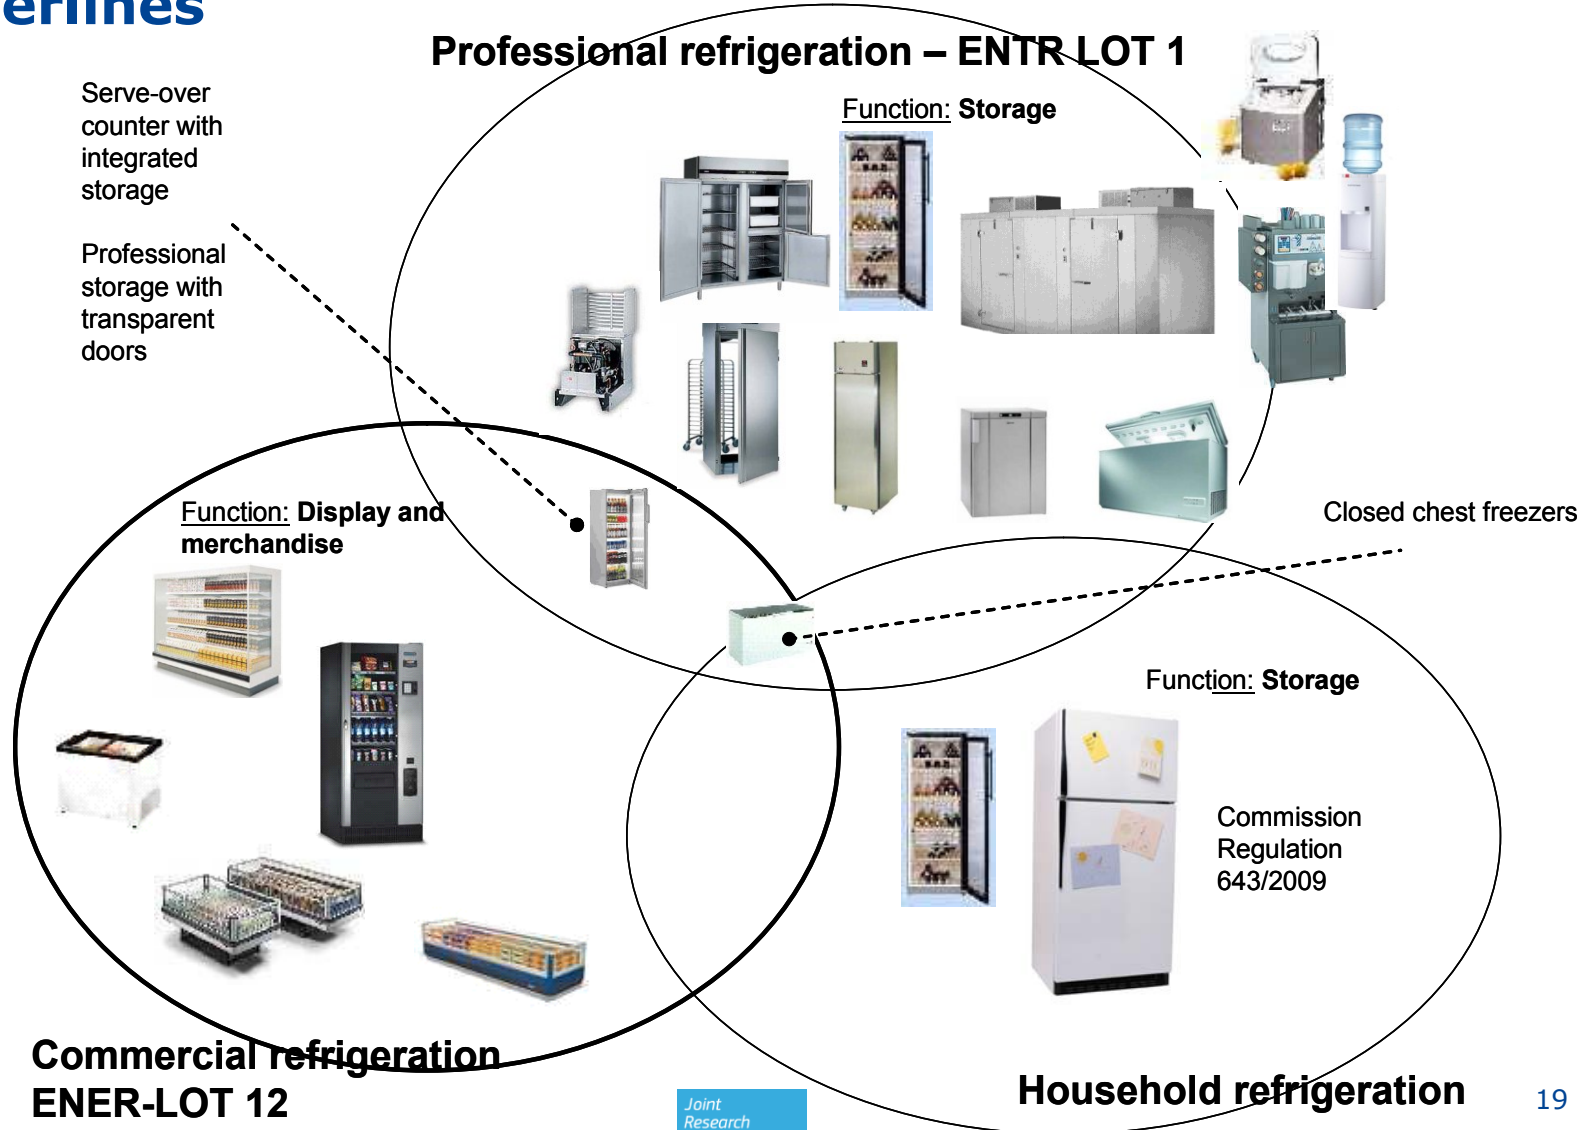 erlines
Professional refrigeration – ENTR LOT 1
Serve-over
counter with
integrated
storage
Function: Storage
Professional
storage with
transparent
doors
Function: Display and
merchandise
Closed chest freezers
Function: Storage
Commission
Regulation
643/2009
Commercial refrigeration
ENER-LOT 12
Household refrigeration
Joint
Research
19